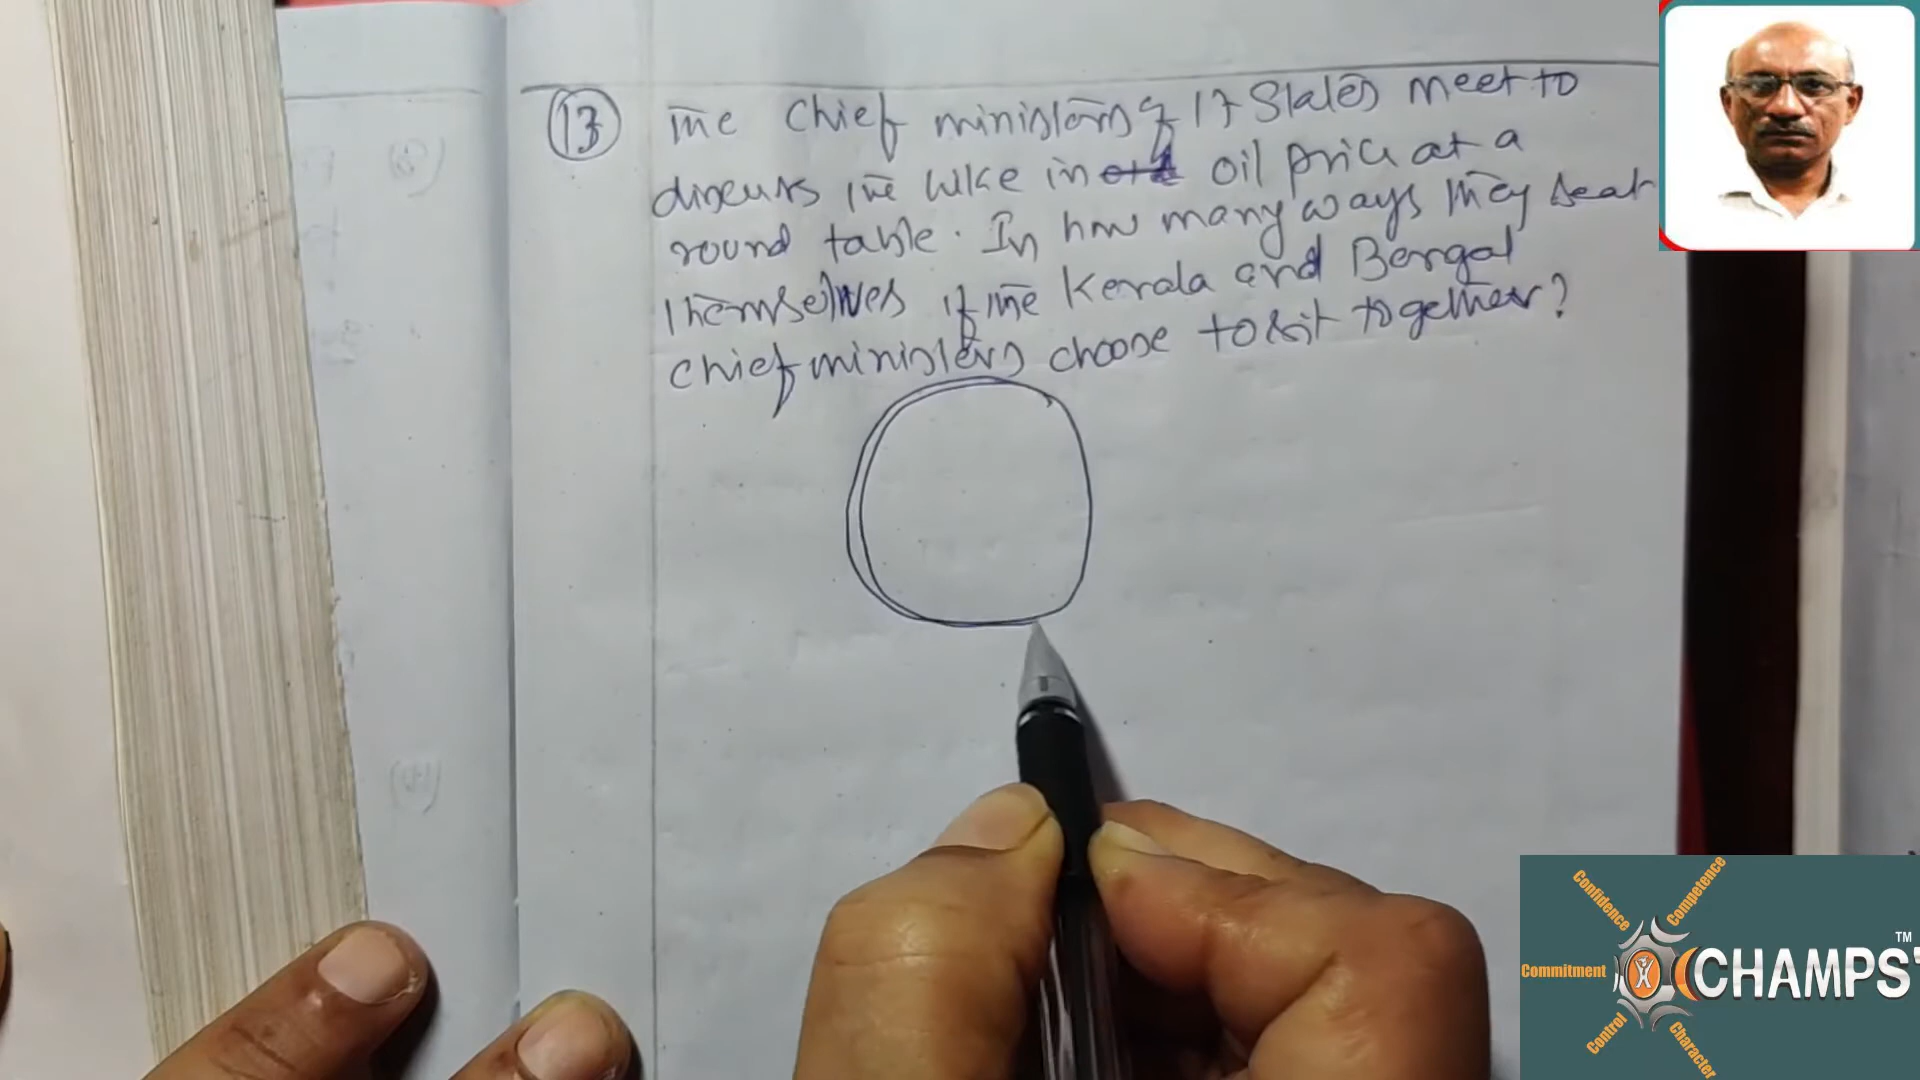 13 The Chief ministers of 17 States meet to
discuss the hike in oil price at a
round table. In how many ways they seat
themselves if the Kerala and Bengal
chief ministers choose to sit together?
Confidence
Competence
Commitment
XCHAMPS
TM
Control
Character